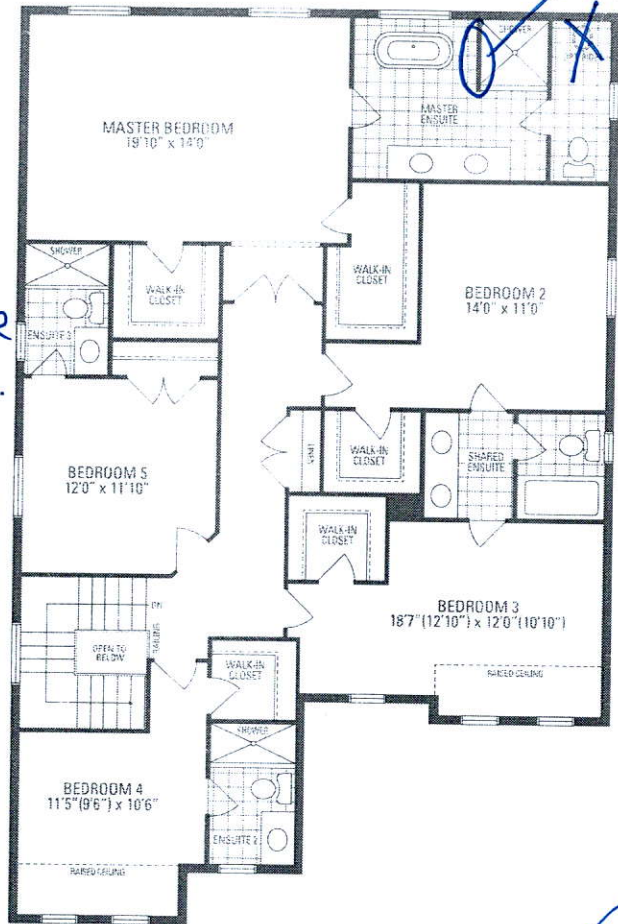 SHOWER
MASTER BEDROOM
19'10" x 14'0"
MASTER
ENSUITE
SHOWER
WALK-IN
CLOSET
WALK-IN
CLOSET
BEDROOM 2
14'0" x 11'0"
ENSUITE 3
BEDROOM 5
12'0" x 11'10"
LINEN
WALK-IN
CLOSET
SHARED
ENSUITE
WALK-IN
CLOSET
BEDROOM 3
18'7"(12'10") x 12'0"(10'10")
DN
RAILING
OPEN TO
BELOW
WALK-IN
CLOSET
RAISED CEILING
SHOWER
BEDROOM 4
11'5"(9'6") x 10'6"
ENSUITE 2
RAISED CEILING